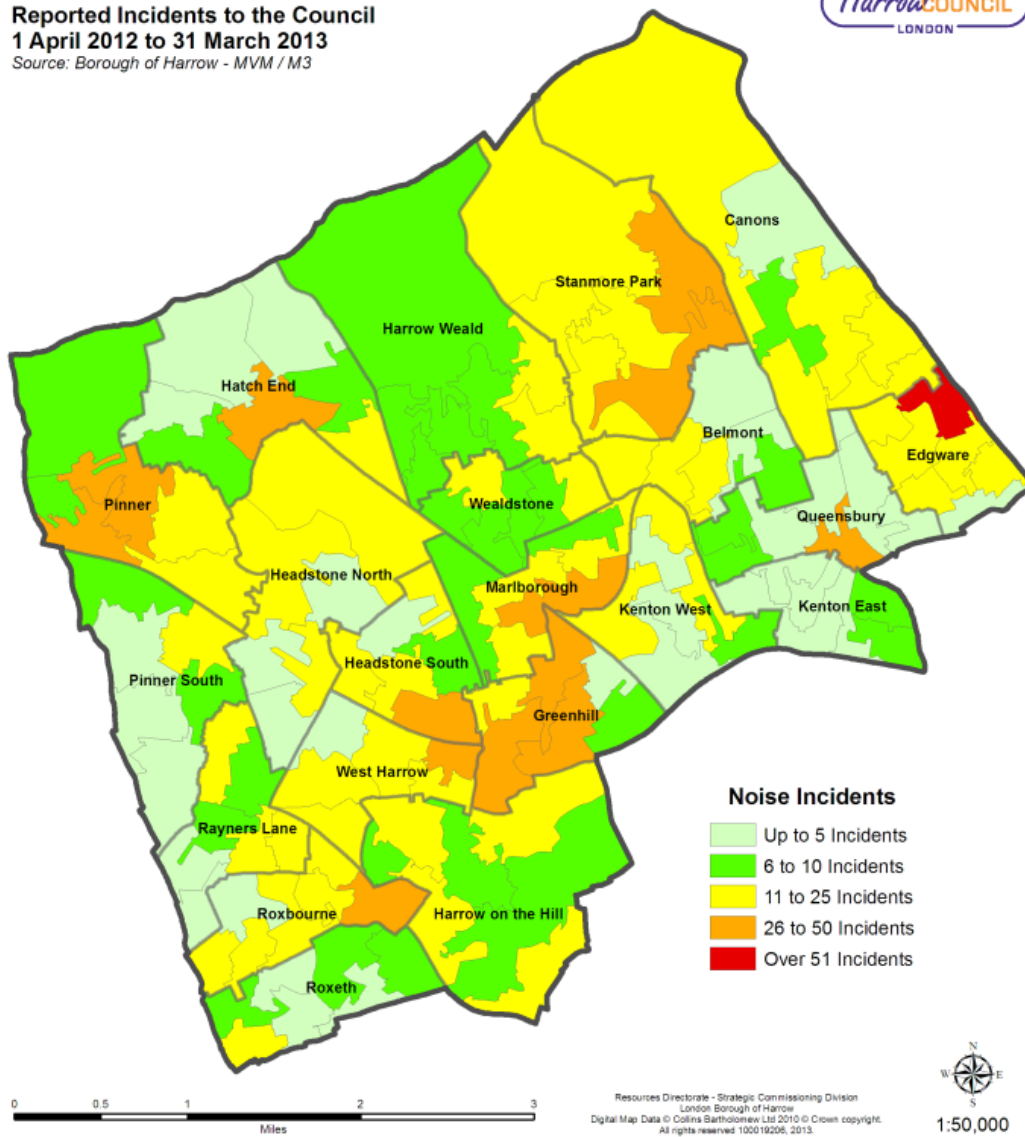 Reported Incidents to the Council
1 April 2012 to 31 March 2013
Source: Borough of Harrow - MVM / M3
HarrowCOUNCIL
LONDON
Canons
Stanmore Park
Harrow Weald
Hatch End
Belmont
Edgware
Pinner
Wealdstone
Queensbury
Headstone North
Marlborough
Kenton West
Kenton East
Headstone South
Pinner South
Greenhill
West Harrow
Rayners Lane
Roxbourne
Harrow on the Hill
Roxeth
Noise Incidents
Up to 5 Incidents
6 to 10 Incidents
11 to 25 Incidents
26 to 50 Incidents
Over 51 Incidents
N
W
E
S
0 0.5 1 2 3
Miles
Resources Directorate - Strategic Commissioning Division
London Borough of Harrow
Digital Map Data © Collins Bartholomew Ltd 2010 © Crown copyright.
All rights reserved 100019206, 2013.
1:50,000